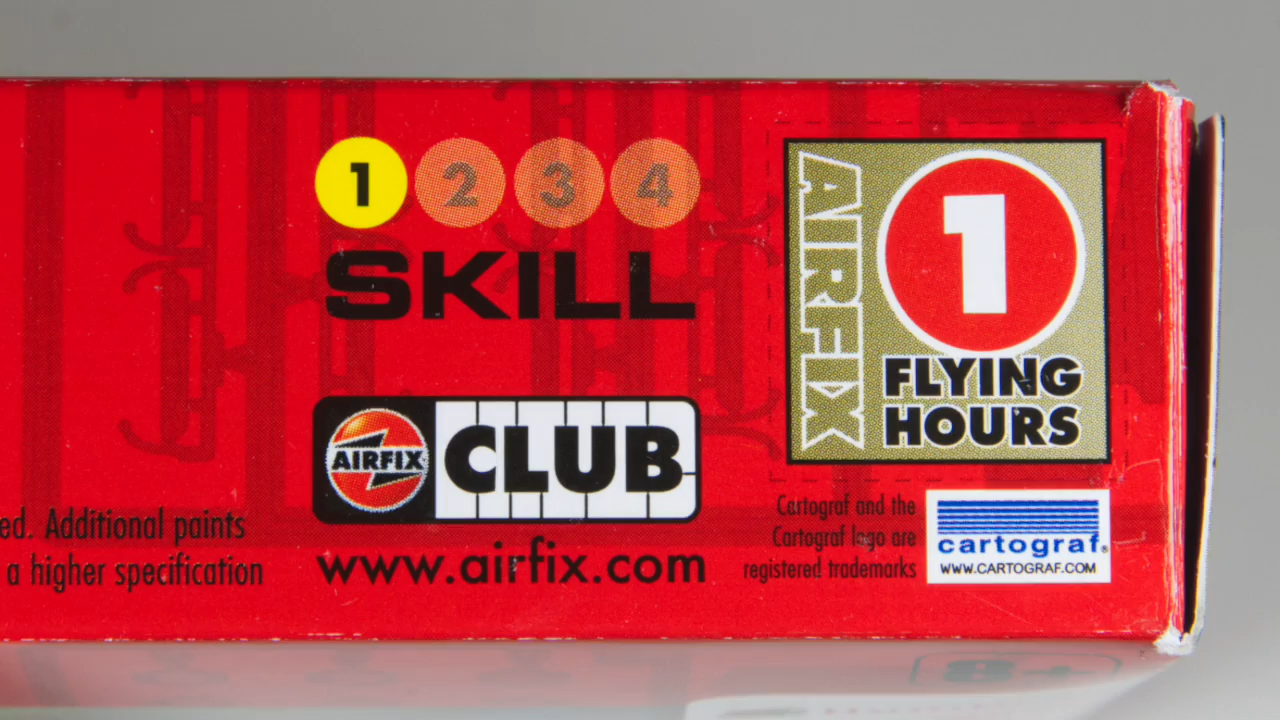 1 2 3 4
SKILL
AIRFIX CLUB
www.airfix.com
ed. Additional paints
a higher specification
AIRFIX
1
FLYING
HOURS
Cartograf and the
Cartograf logo are
registered trademarks
cartograf®
WWW.CARTOGRAF.COM
8+